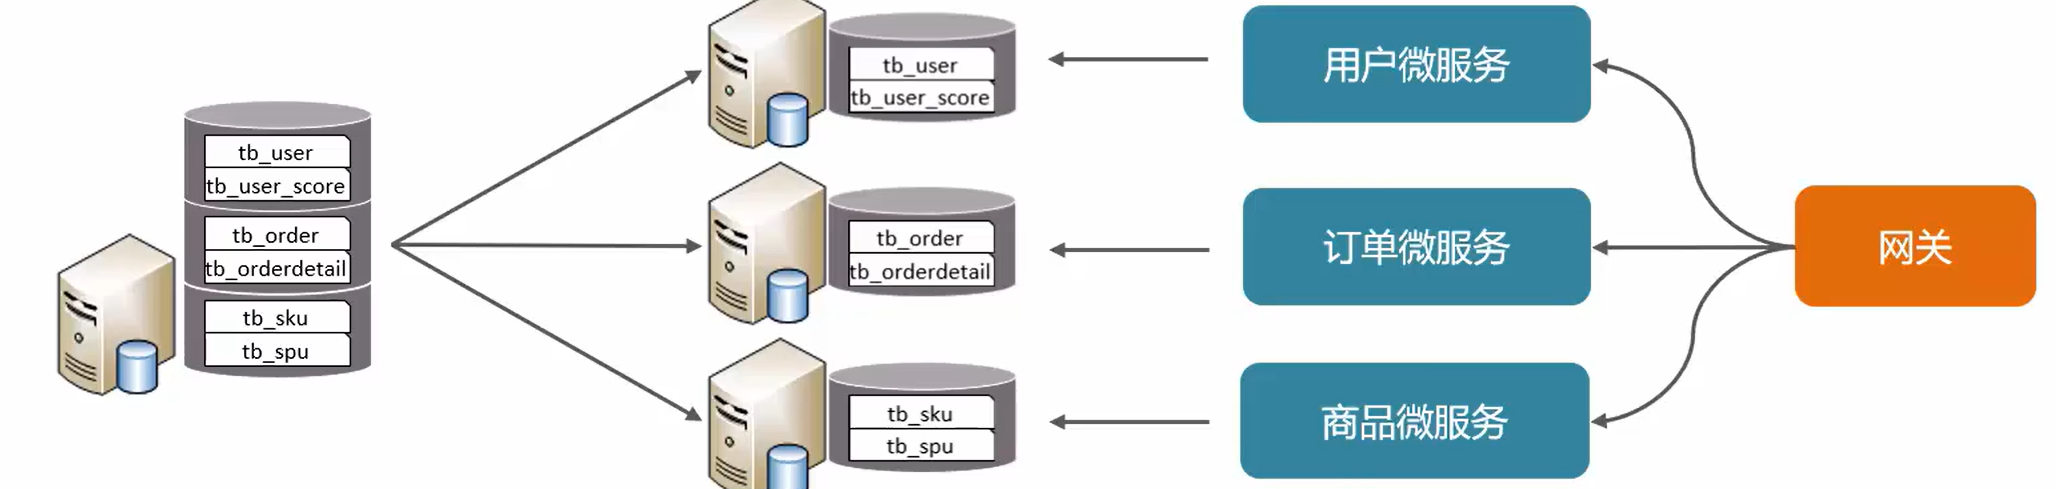 tb_user
tb_user_score
tb_order
tb_orderdetail
tb_sku
tb_spu
tb_user
tb_user_score
tb_order
tb_orderdetail
tb_sku
tb_spu
用户微服务
订单微服务
商品微服务
网关